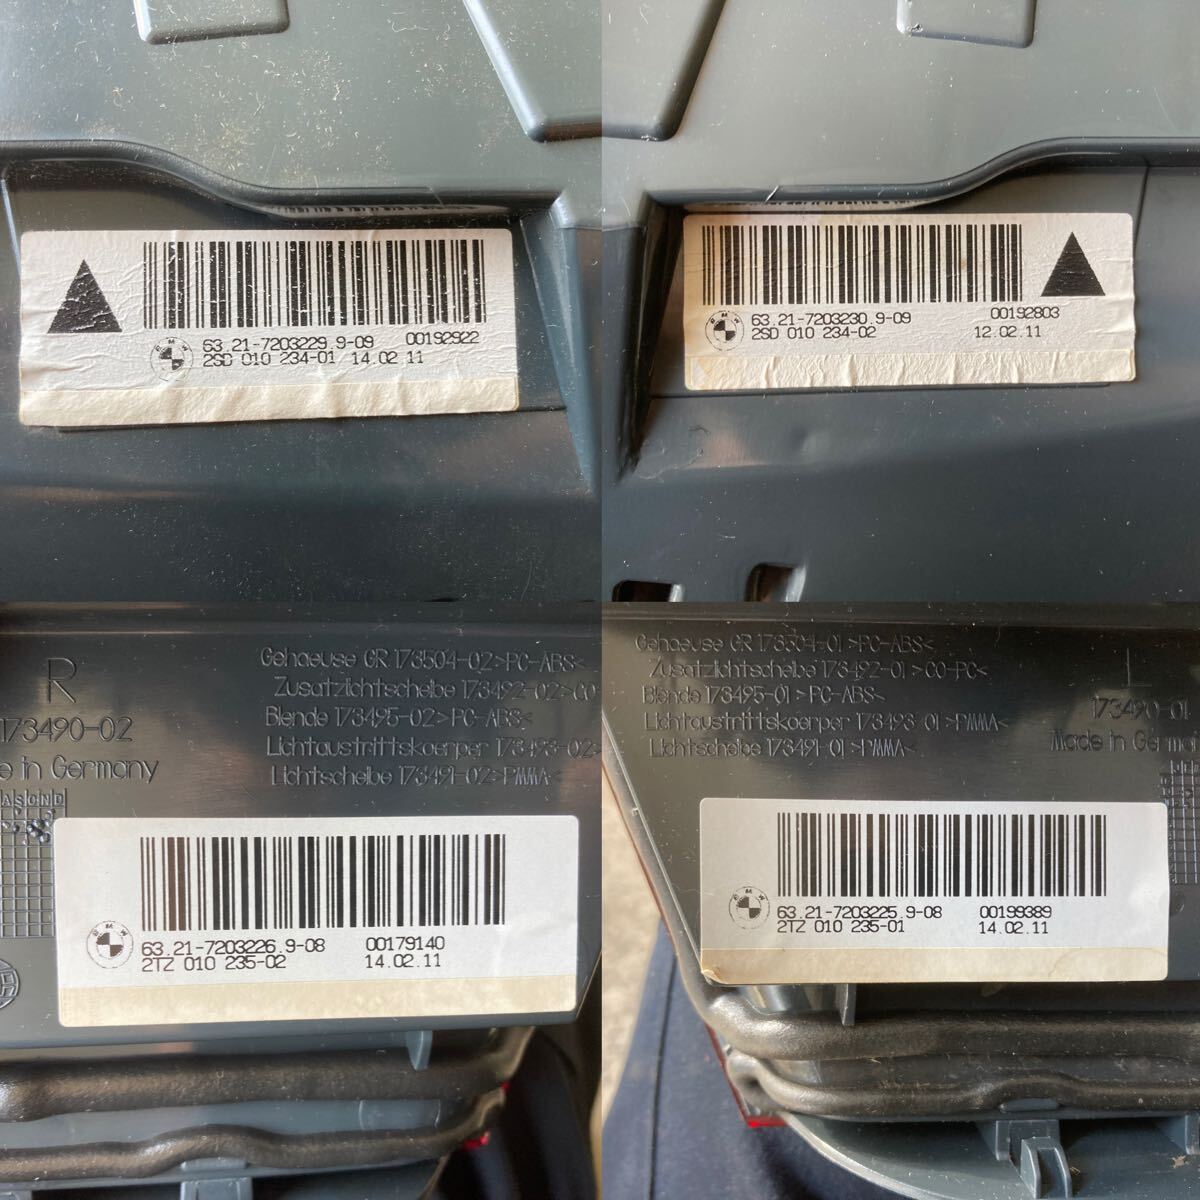 63.21-7203229.9-09 00192922
2SD 010 234-01 14.02.11
63.21-7203230.9-09 00192803
2SD 010 234-02 12.02.11
R
173490-02
e in Germany
Gehaeuse GR 173504-02 >PC-ABS<
Zusatzlichtscheibe 173492-02 >CO
Blende 173495-02 >PC-ABS<
Lichtaustrittskoerper 173493-02 >
Lichtscheibe 173491-02 >PMMA<
BMW
63.21-7203226.9-08 00179140
2TZ 010 235-02 14.02.11
Gehaeuse GR 173504-01 >PC-ABS<
Zusatzlichtscheibe 173492-01 >CO-PC<
Blende 173495-01 >PC-ABS<
Lichtaustrittskoerper 173493-01 >PMMA<
Lichtscheibe 173491-01 >PMMA<
L
173490-01
Made in German
BMW
63.21-7203225.9-08 00199389
2TZ 010 235-01 14.02.11